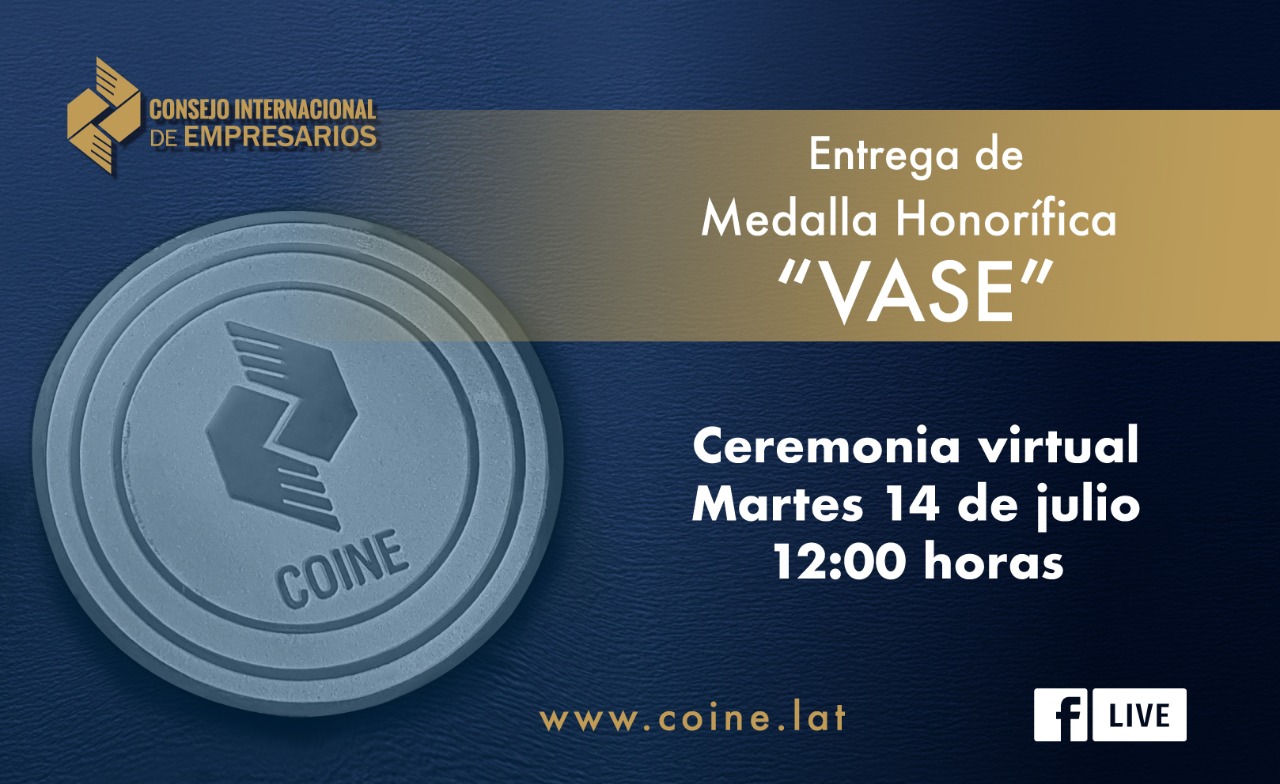 CONSEJO INTERNACIONAL
DE EMPRESARIOS
Entrega de
Medalla Honorífica
“VASE”
COINE
Ceremonia virtual
Martes 14 de julio
12:00 horas
www.coine.lat
f LIVE